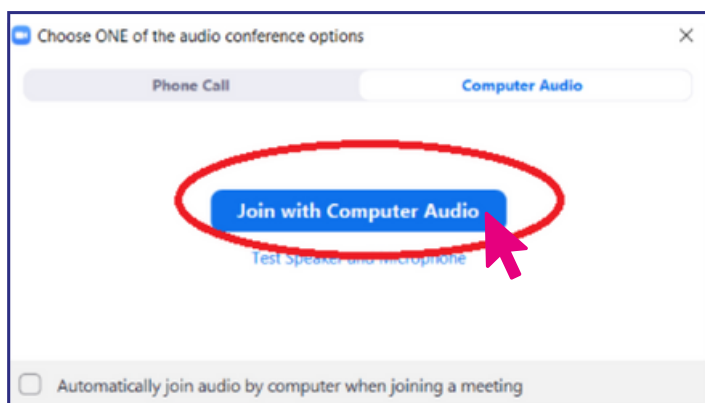 Choose ONE of the audio conference options
Phone Call
Computer Audio
Join with Computer Audio
Test Speaker and Microphone
Automatically join audio by computer when joining a meeting